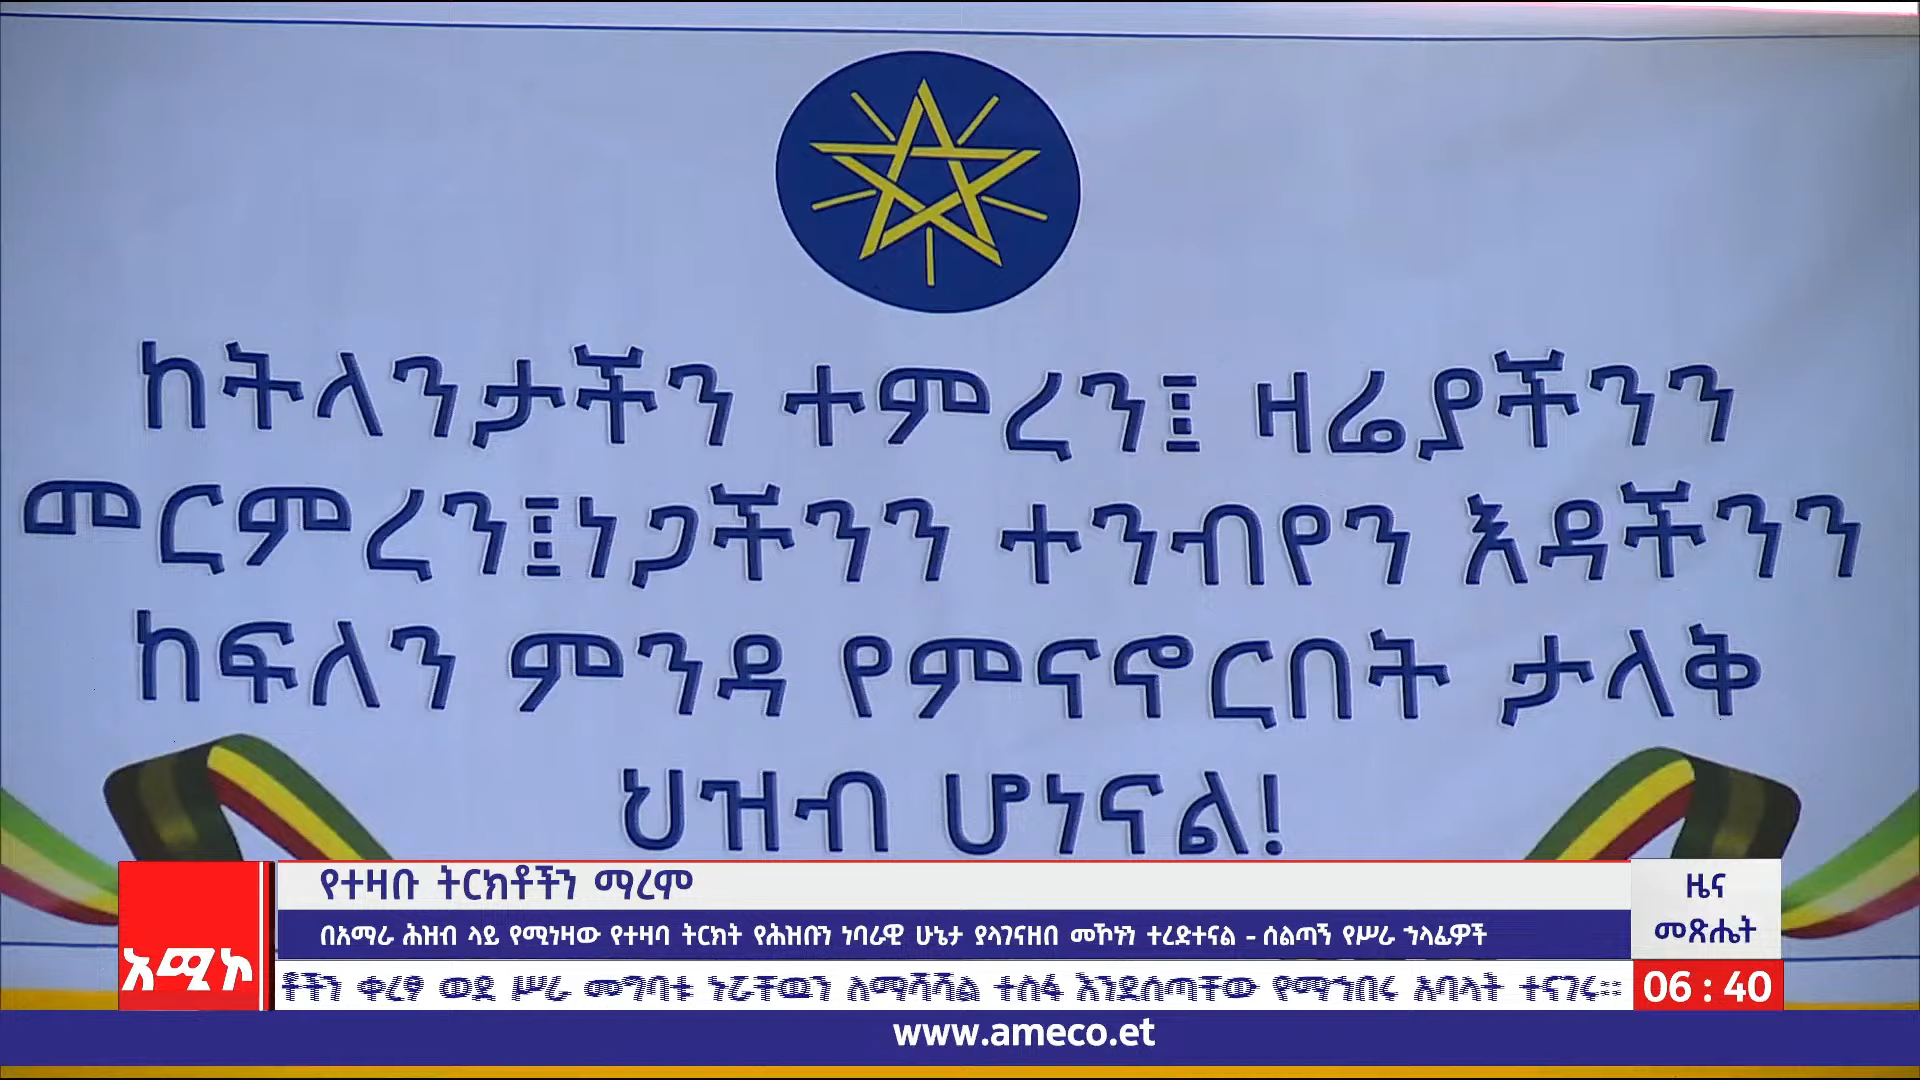 ከትላንታችን ተምረን፤ ዛሬያችንን
መርምረን፤ነጋችንን ተንብየን እዳችንን
ከፍለን ምንዳ የምናኖርበት ታላቅ
ህዝብ ሆነናል!
የተዛቡ ትርክቶችን ማረም
በአማራ ሕዝብ ላይ የሚነዛው የተዛባ ትርክት የሕዝቡን ነባራዊ ሁኔታ ያላገናዘበ መኾኑን ተረድተናል - ሰልጣኝ የሥራ ኀላፊዎች
ዜና
መጽሔት
አሚኮ
ቶችን ቀረፆ ወደ ሥራ መግባቱ ነሯቸዉን ለማሻሻል ተስፋ እንደሰጣቸው የማኅበሩ አባላት ተናገሩ።
06 : 40
www.ameco.et